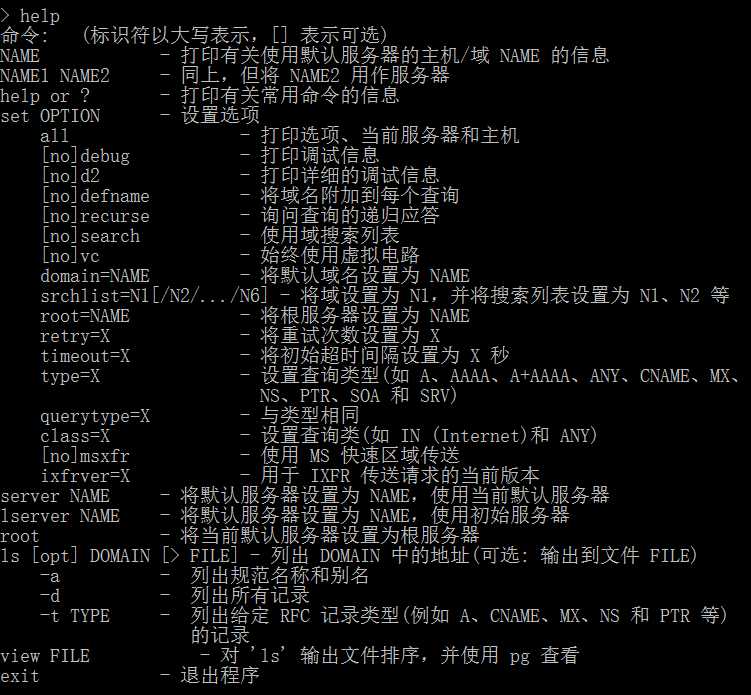 > help
命令:   (标识符以大写表示，[] 表示可选)
NAME            - 打印有关使用默认服务器的主机/域 NAME 的信息
NAME1 NAME2     - 同上，但将 NAME2 用作服务器
help or ?       - 打印有关常用命令的信息
set OPTION      - 设置选项
    all                 - 打印选项、当前服务器和主机
    [no]debug           - 打印调试信息
    [no]d2              - 打印详细的调试信息
    [no]defname         - 将域名附加到每个查询
    [no]recurse         - 询问查询的递归应答
    [no]search          - 使用域搜索列表
    [no]vc              - 始终使用虚拟电路
    domain=NAME         - 将默认域名设置为 NAME
    srchlist=N1[/N2/.../N6] - 将域设置为 N1，并将搜索列表设置为 N1、N2 等
    root=NAME           - 将根服务器设置为 NAME
    retry=X             - 将重试次数设置为 X
    timeout=X           - 将初始超时间隔设置为 X 秒
    type=X              - 设置查询类型(如 A、AAAA、A+AAAA、ANY、CNAME、MX、
                          NS、PTR、SOA 和 SRV)
    querytype=X         - 与类型相同
    class=X             - 设置查询类(如 IN (Internet)和 ANY)
    [no]msxfr           - 使用 MS 快速区域传送
    ixfrver=X           - 用于 IXFR 传送请求的当前版本
server NAME     - 将默认服务器设置为 NAME，使用当前默认服务器
lserver NAME    - 将默认服务器设置为 NAME，使用初始服务器
root            - 将当前默认服务器设置为根服务器
ls [opt] DOMAIN [> FILE] - 列出 DOMAIN 中的地址(可选: 输出到文件 FILE)
    -a          -  列出规范名称和别名
    -d          -  列出所有记录
    -t TYPE     -  列出给定 RFC 记录类型(例如 A、CNAME、MX、NS 和 PTR 等)
                   的记录
view FILE           - 对 'ls' 输出文件排序，并使用 pg 查看
exit            - 退出程序